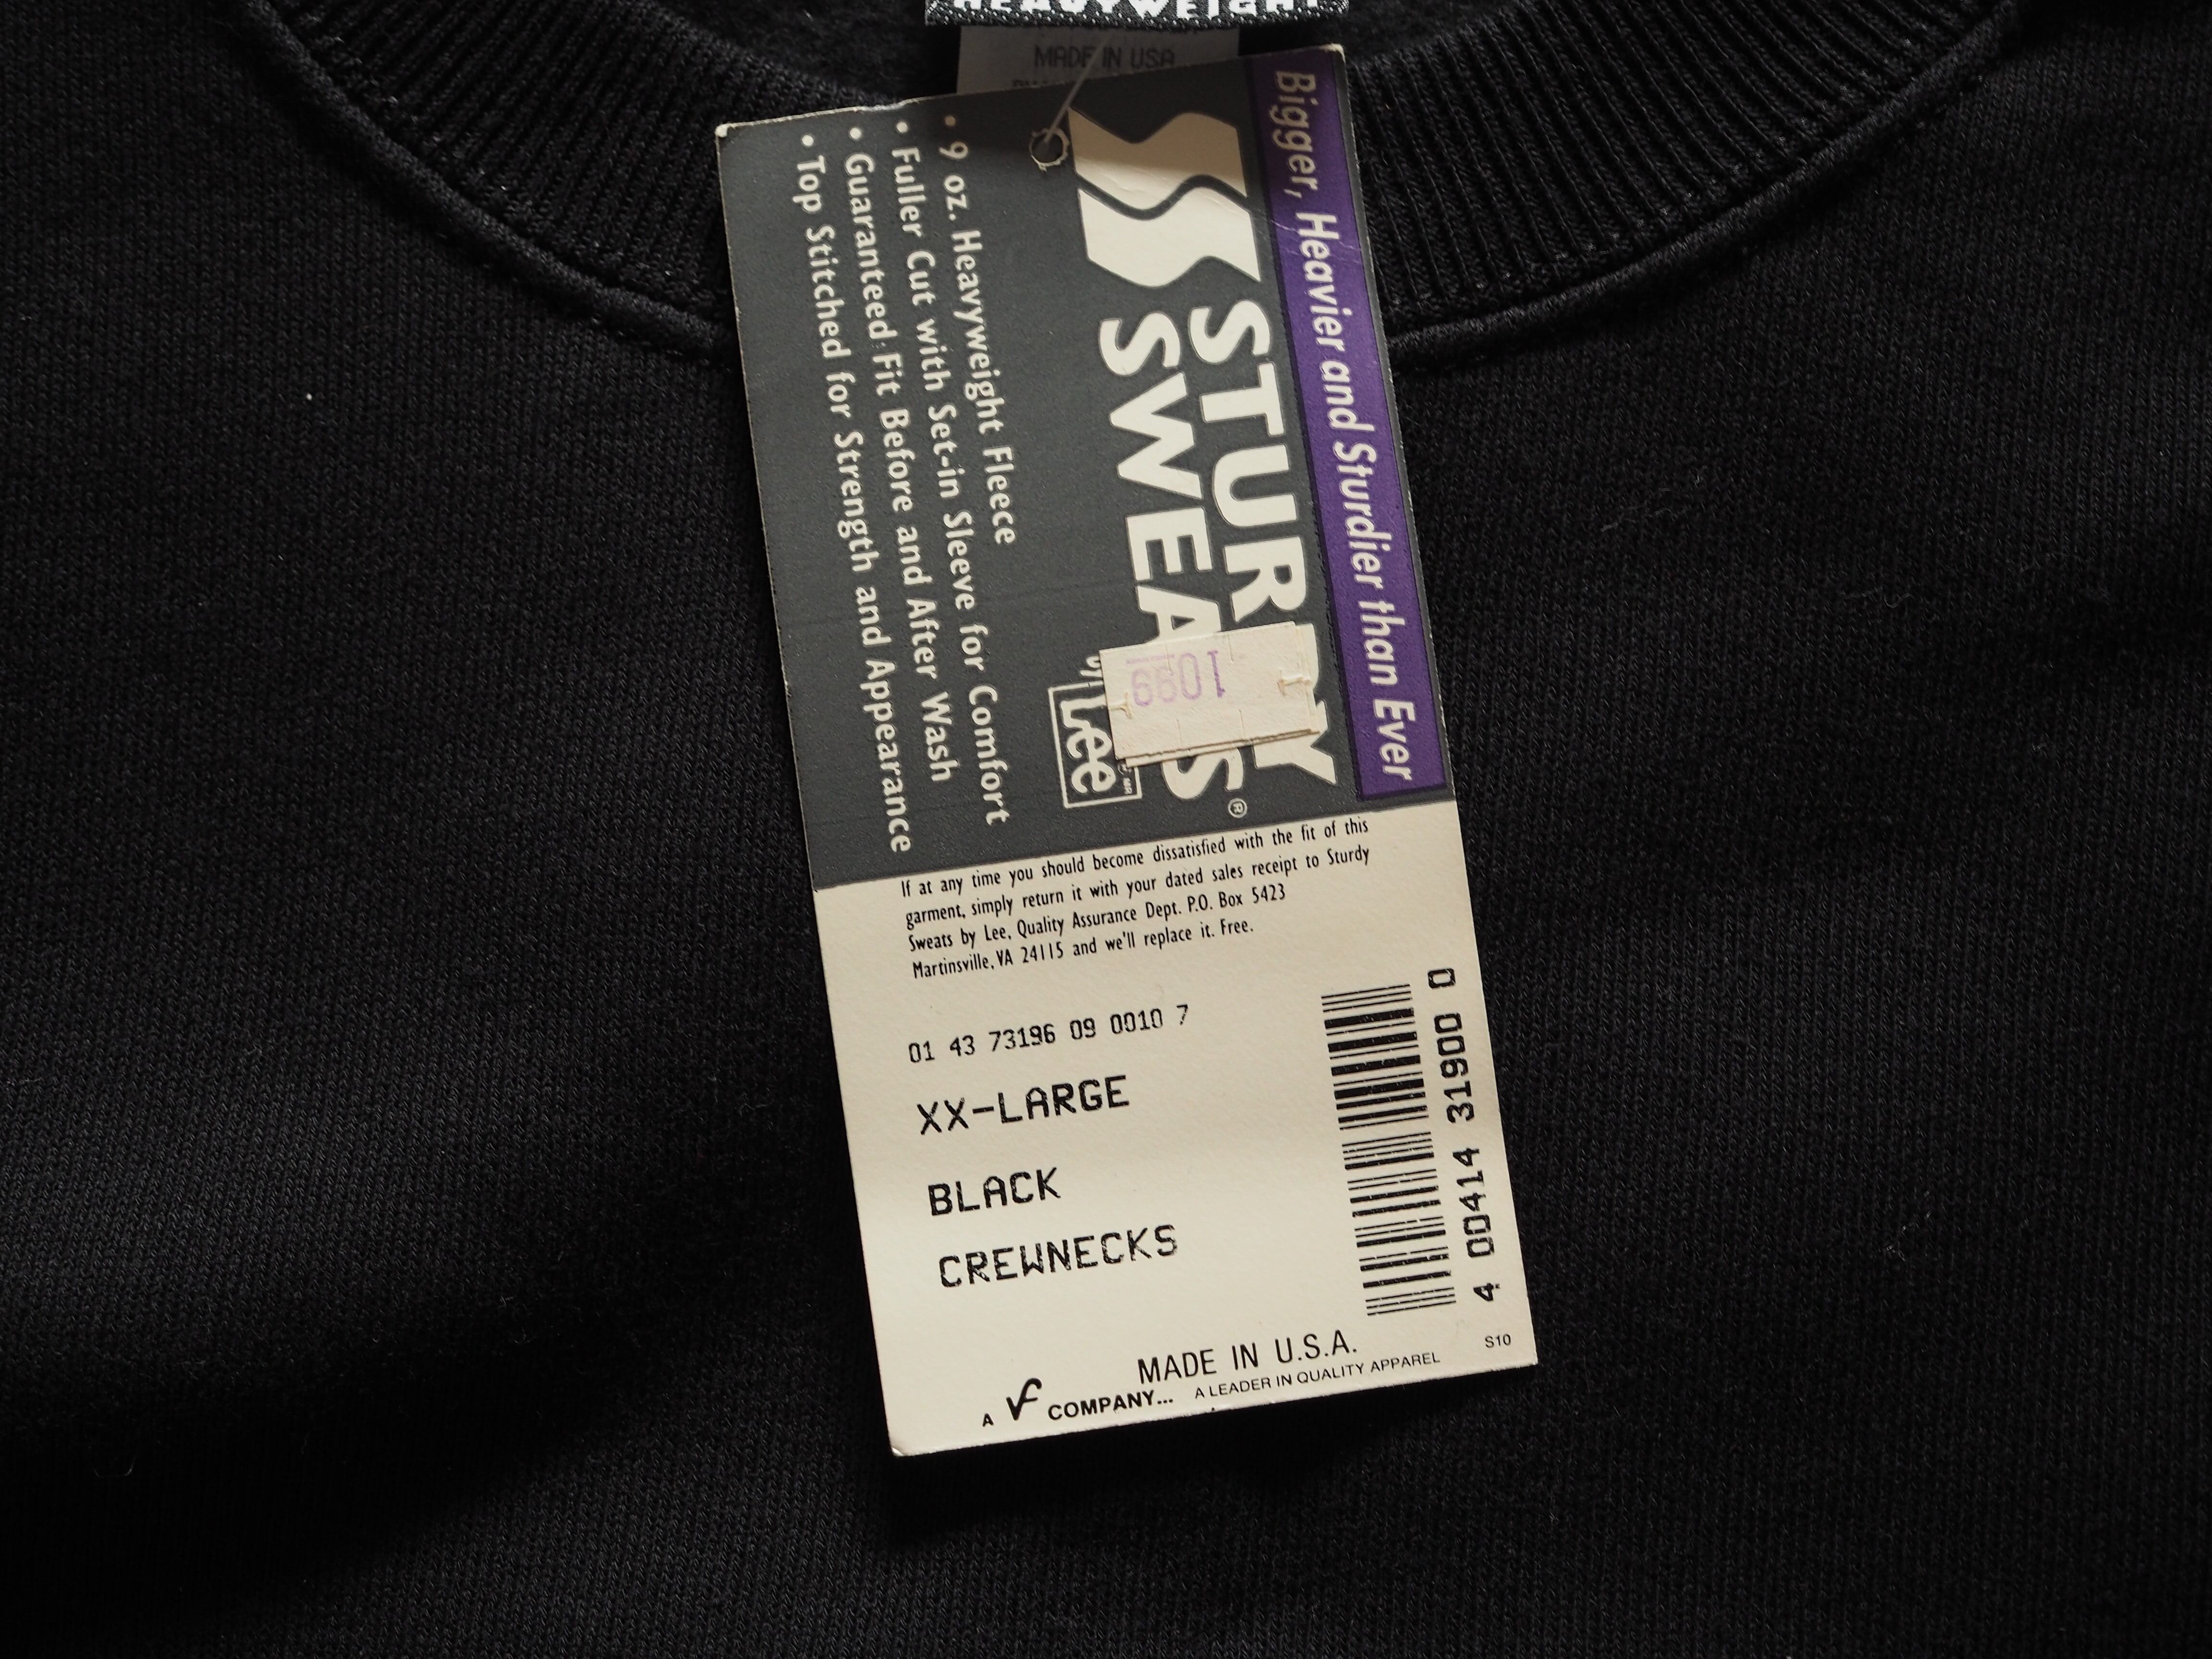 HEAVYWEIGHT
MADE IN USA
Bigger, Heavier and Sturdier than Ever
STURDY
SWEATS®
by Lee
1099
• 9 oz. Heavyweight Fleece
• Fuller Cut with Set-in Sleeve for Comfort
• Guaranteed Fit Before and After Wash
• Top Stitched for Strength and Appearance
If at any time you should become dissatisfied with the fit of this
garment, simply return it with your dated sales receipt to Sturdy
Sweats by Lee, Quality Assurance Dept. P.O. Box 5423
Martinsville, VA 24115 and we'll replace it. Free.
01 43 73196 09 0010 7
XX-LARGE
BLACK
CREWNECKS
4 00414 31900 0
MADE IN U.S.A.
S10
A VF COMPANY... A LEADER IN QUALITY APPAREL